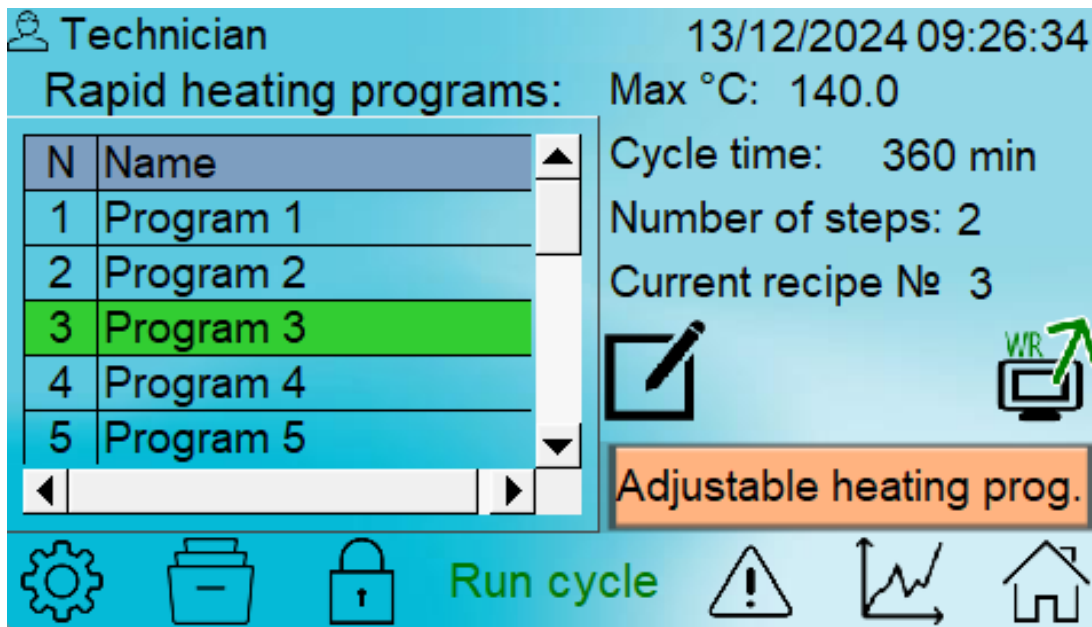 Technician
13/12/2024 09:26:34
Rapid heating programs:
Max °C: 140.0
N Name
1 Program 1
2 Program 2
3 Program 3
4 Program 4
5 Program 5
Cycle time: 360 min
Number of steps: 2
Current recipe № 3
WR
Adjustable heating prog.
Run cycle